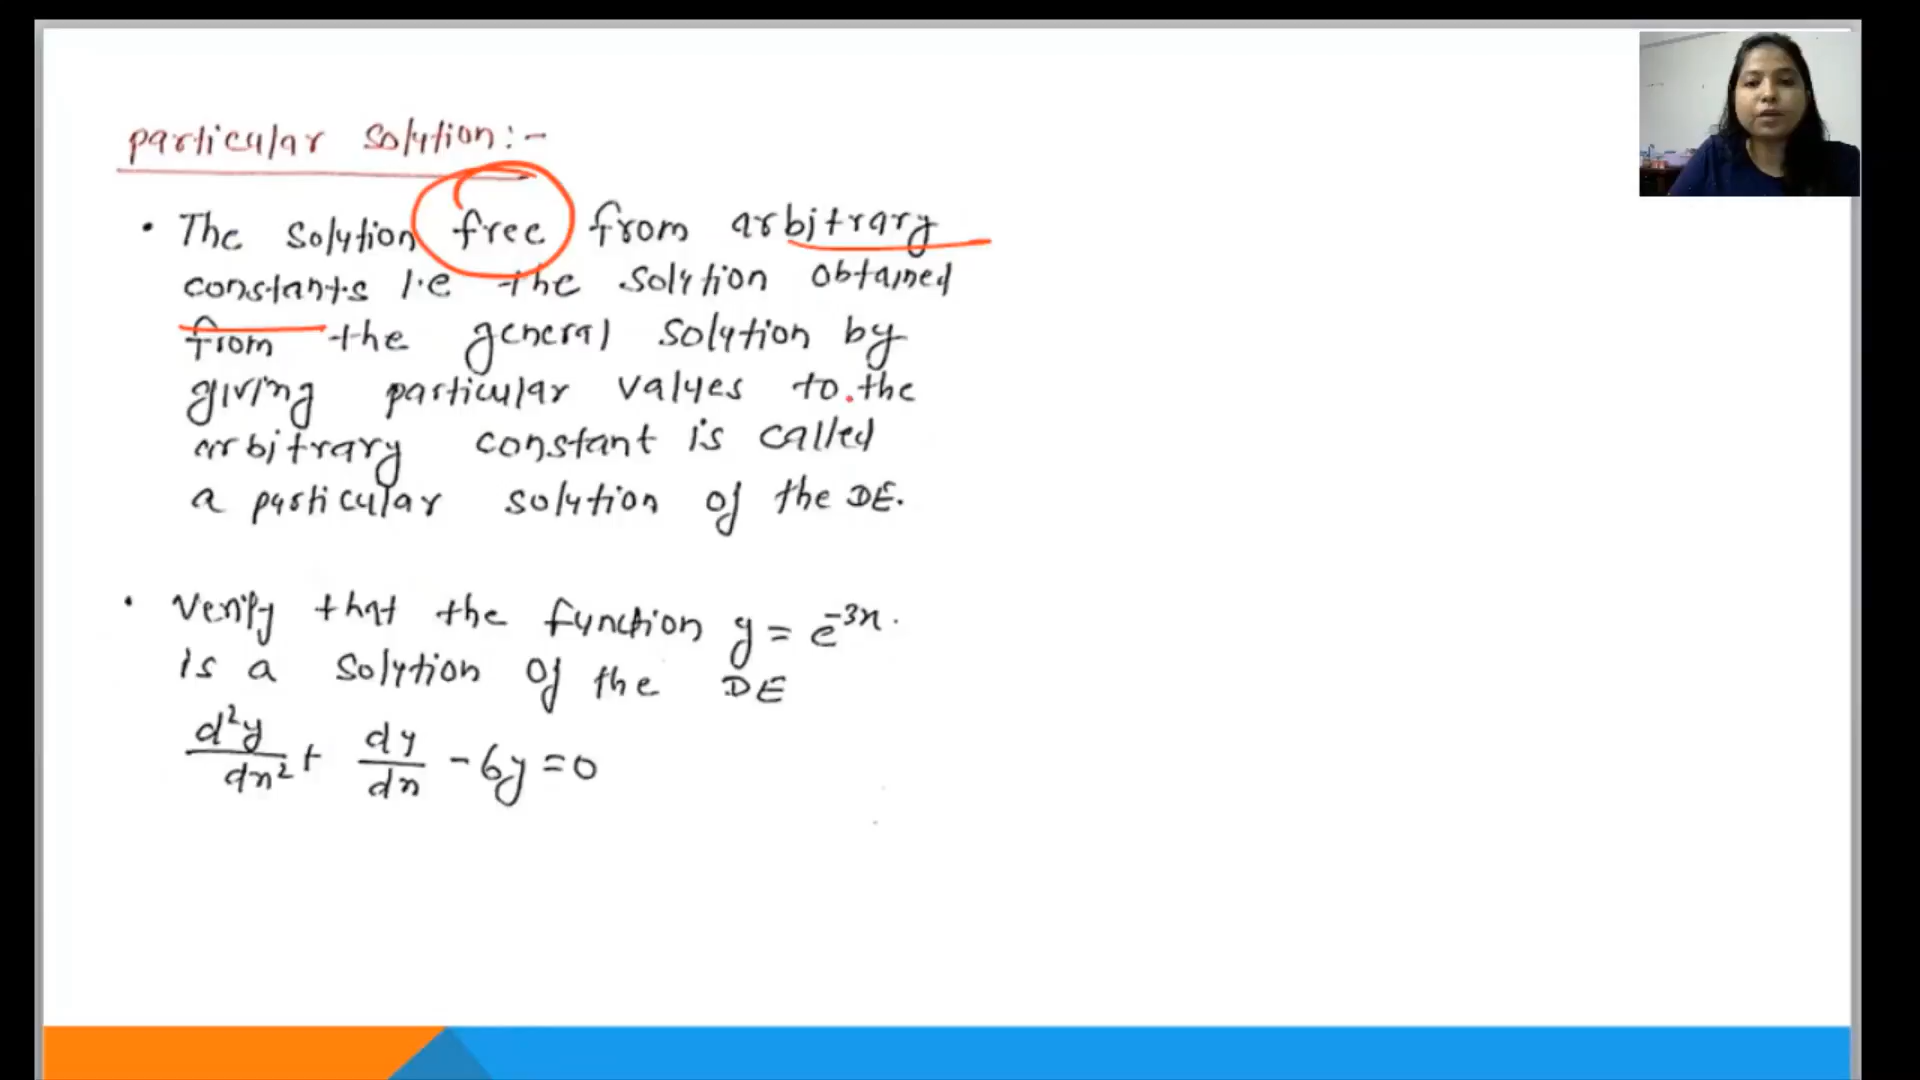 particular solution:-
• The solution free from arbitrary
constants i.e the solution obtained
from the general solution by
giving particular values to the
arbitrary constant is called
a particular solution of the DE.
• Verify that the function y = e⁻³ˣ.
is a solution of the DE
d²y/dx² + dy/dx - 6y = 0